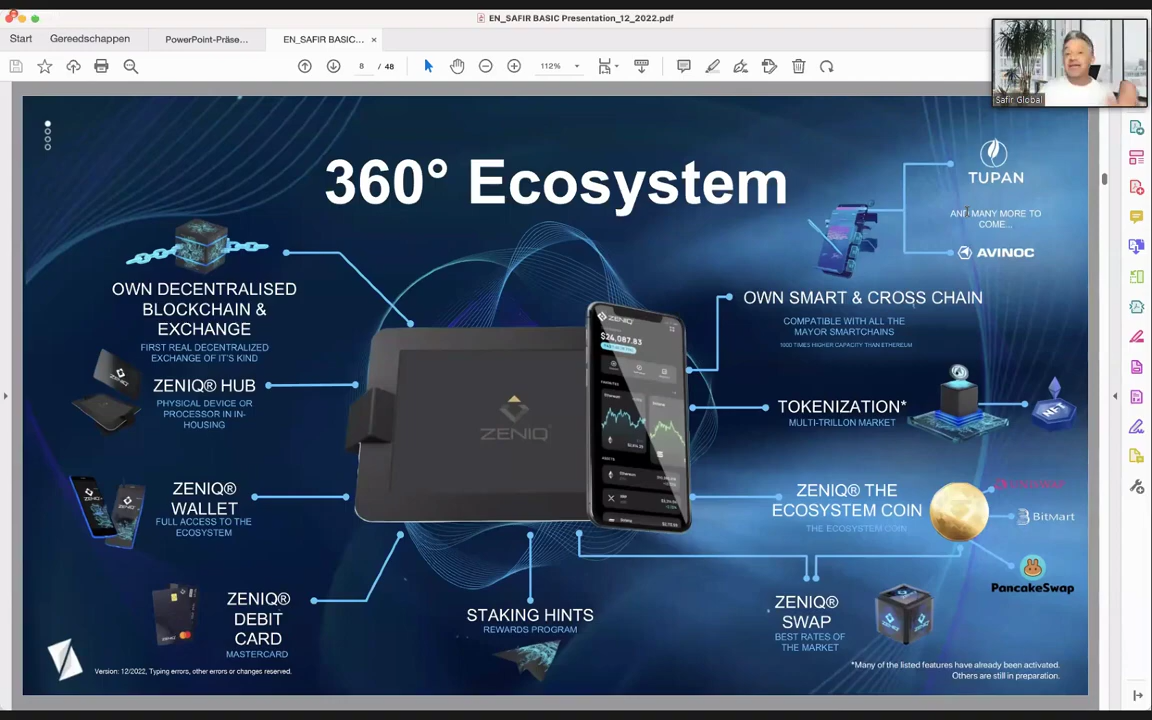 EN_SAFIR BASIC Presentation_12_2022.pdf
Start
Gereedschappen
PowerPoint-Präse...
EN_SAFIR BASIC...
8 / 48
112%
Safir Global
360° Ecosystem
TUPAN
AND MANY MORE TO
COME...
AVINOC
OWN DECENTRALISED
BLOCKCHAIN &
EXCHANGE
FIRST REAL DECENTRALIZED
EXCHANGE OF IT'S KIND
ZENIQ® HUB
PHYSICAL DEVICE OR
PROCESSOR IN IN-
HOUSING
ZENIQ®
WALLET
FULL ACCESS TO THE
ECOSYSTEM
ZENIQ®
DEBIT
CARD
MASTERCARD
ZENIQ
ZENIQ
$24,087.83
STAKING HINTS
REWARDS PROGRAM
OWN SMART & CROSS CHAIN
COMPATIBLE WITH ALL THE
MAYOR SMARTCHAINS
1000 TIMES HIGHER CAPACITY THAN ETHEREUM
TOKENIZATION*
MULTI-TRILLON MARKET
NFT
ZENIQ® THE
ECOSYSTEM COIN
THE ECOSYSTEM COIN
BitMart
PancakeSwap
ZENIQ®
SWAP
BEST RATES OF
THE MARKET
Version: 12/2022, Typing errors, other errors or changes reserved.
*Many of the listed features have already been activated.
Others are still in preparation.